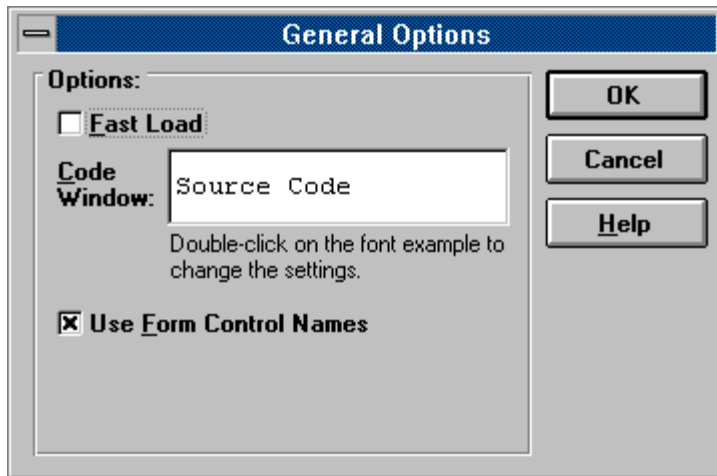 General Options
Options:
Fast Load
Code
Window:
Source Code
Double-click on the font example to
change the settings.
Use Form Control Names
OK
Cancel
Help